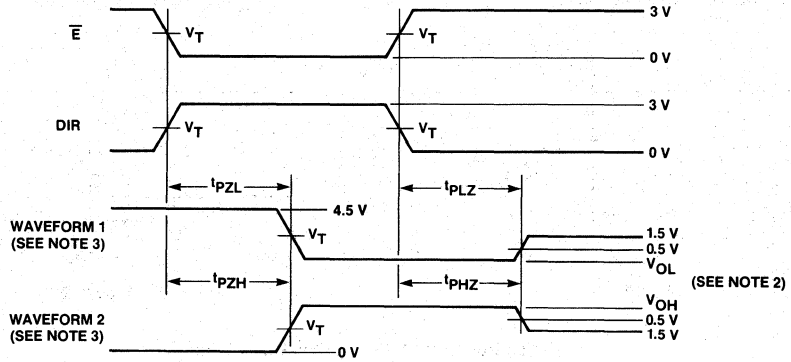 3 V
E̅
V_T
V_T
0 V
3 V
DIR
V_T
V_T
0 V
t_PZL
t_PLZ
4.5 V
WAVEFORM 1
(SEE NOTE 3)
V_T
1.5 V
0.5 V
V_OL
t_PZH
t_PHZ
(SEE NOTE 2)
V_OH
WAVEFORM 2
(SEE NOTE 3)
V_T
0.5 V
1.5 V
0 V